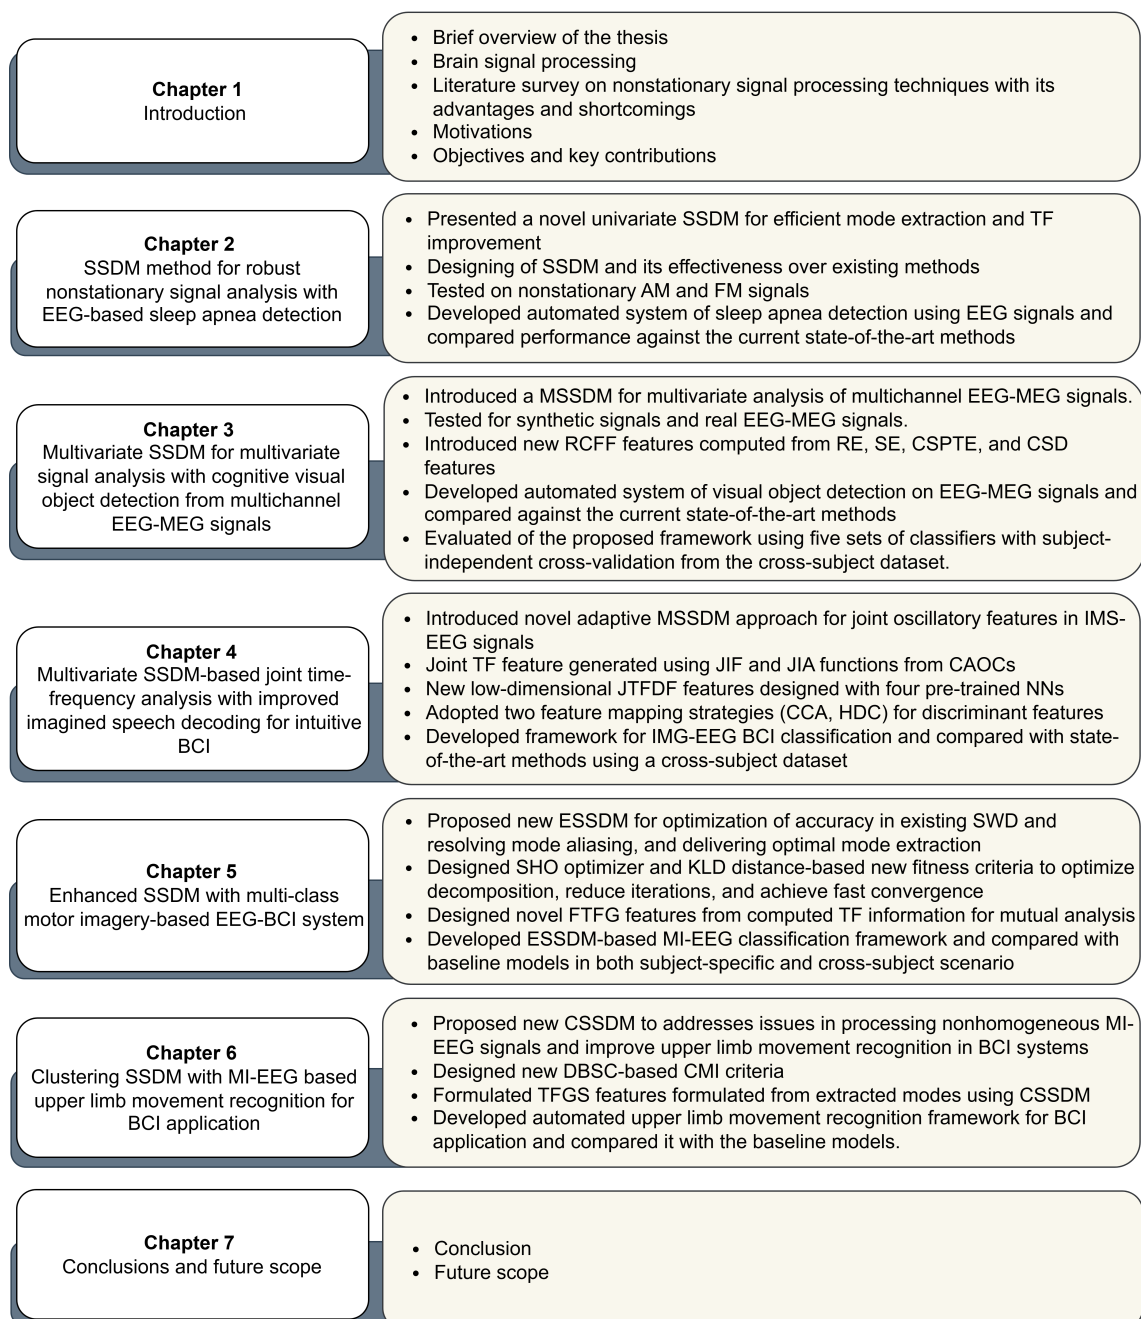 Chapter 1
Introduction
• Brief overview of the thesis
• Brain signal processing
• Literature survey on nonstationary signal processing techniques with its
advantages and shortcomings
• Motivations
• Objectives and key contributions
Chapter 2
SSDM method for robust
nonstationary signal analysis with
EEG-based sleep apnea detection
• Presented a novel univariate SSDM for efficient mode extraction and TF
improvement
• Designing of SSDM and its effectiveness over existing methods
• Tested on nonstationary AM and FM signals
• Developed automated system of sleep apnea detection using EEG signals and
compared performance against the current state-of-the-art methods
Chapter 3
Multivariate SSDM for multivariate
signal analysis with cognitive visual
object detection from multichannel
EEG-MEG signals
• Introduced a MSSDM for multivariate analysis of multichannel EEG-MEG signals.
• Tested for synthetic signals and real EEG-MEG signals.
• Introduced new RCFF features computed from RE, SE, CSPTE, and CSD
features
• Developed automated system of visual object detection on EEG-MEG signals and
compared against the current state-of-the-art methods
• Evaluated of the proposed framework using five sets of classifiers with subject-
independent cross-validation from the cross-subject dataset.
Chapter 4
Multivariate SSDM-based joint time-
frequency analysis with improved
imagined speech decoding for intuitive
BCI
• Introduced novel adaptive MSSDM approach for joint oscillatory features in IMS-
EEG signals
• Joint TF feature generated using JIF and JIA functions from CAOCs
• New low-dimensional JTFDF features designed with four pre-trained NNs
• Adopted two feature mapping strategies (CCA, HDC) for discriminant features
• Developed framework for IMG-EEG BCI classification and compared with state-
of-the-art methods using a cross-subject dataset
Chapter 5
Enhanced SSDM with multi-class
motor imagery-based EEG-BCI system
• Proposed new ESSDM for optimization of accuracy in existing SWD and
resolving mode aliasing, and delivering optimal mode extraction
• Designed SHO optimizer and KLD distance-based new fitness criteria to optimize
decomposition, reduce iterations, and achieve fast convergence
• Designed novel FTFG features from computed TF information for mutual analysis
• Developed ESSDM-based MI-EEG classification framework and compared with
baseline models in both subject-specific and cross-subject scenario
Chapter 6
Clustering SSDM with MI-EEG based
upper limb movement recognition for
BCI application
• Proposed new CSSDM to addresses issues in processing nonhomogeneous MI-
EEG signals and improve upper limb movement recognition in BCI systems
• Designed new DBSC-based CMI criteria
• Formulated TFGS features formulated from extracted modes using CSSDM
• Developed automated upper limb movement recognition framework for BCI
application and compared it with the baseline models.
Chapter 7
Conclusions and future scope
• Conclusion
• Future scope